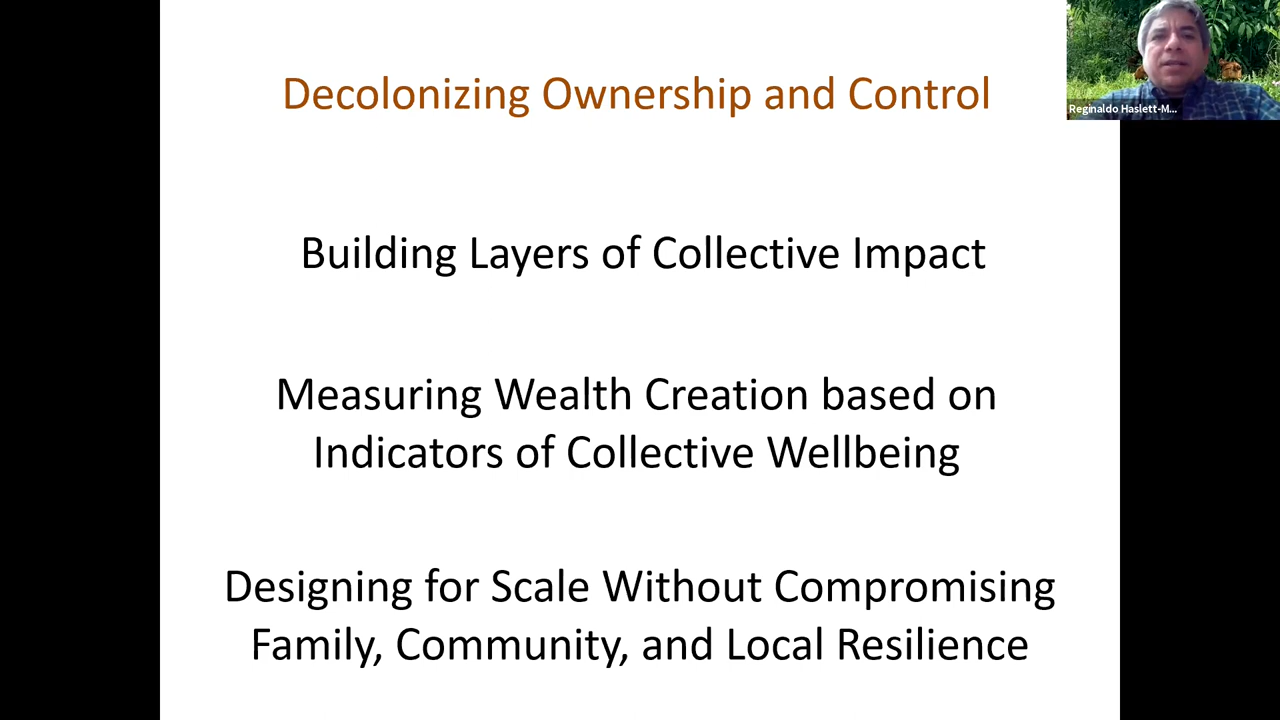 Decolonizing Ownership and Control
Reginaldo Haslett-M...
Building Layers of Collective Impact
Measuring Wealth Creation based on
Indicators of Collective Wellbeing
Designing for Scale Without Compromising
Family, Community, and Local Resilience